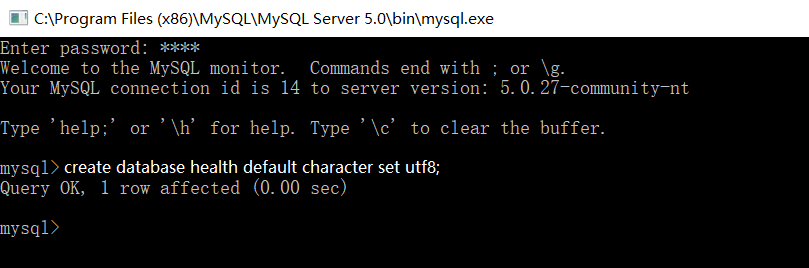 C:\Program Files (x86)\MySQL\MySQL Server 5.0\bin\mysql.exe
Enter password: ****
Welcome to the MySQL monitor.  Commands end with ; or \g.
Your MySQL connection id is 14 to server version: 5.0.27-community-nt
Type 'help;' or '\h' for help. Type '\c' to clear the buffer.
mysql> create database health default character set utf8;
Query OK, 1 row affected (0.00 sec)
mysql>